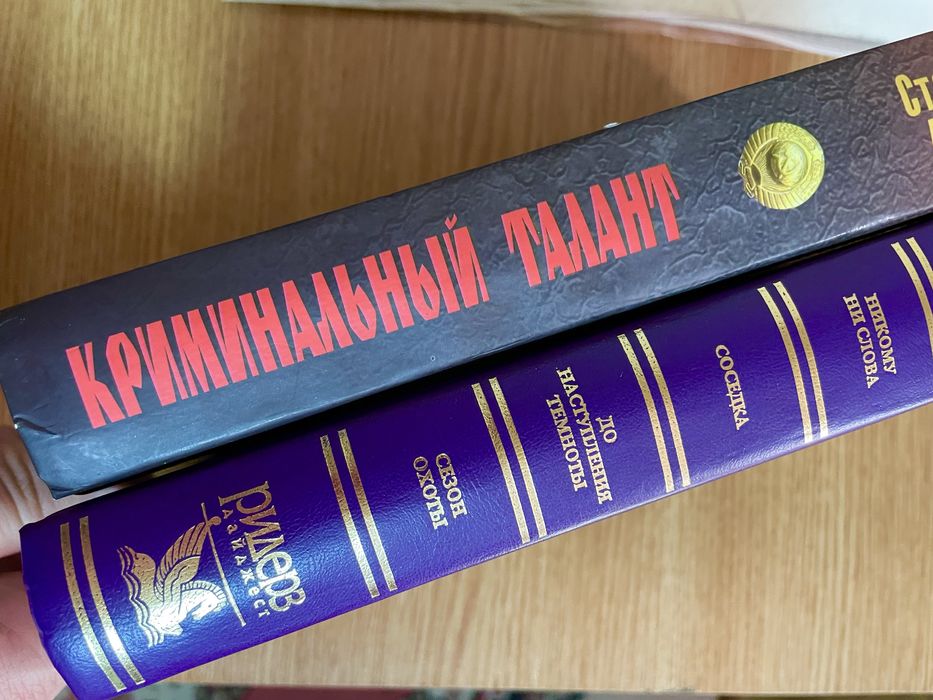 КРИМИНАЛЬНЫЙ ТАЛАНТ
НИКОМУ
НИ СЛОВА
СОСЕДКА
ДО
НАСТУПЛЕНИЯ
ТЕМНОТЫ
СЕЗОН
ОХОТЫ
РИДЕРЗ
ДАЙДЖЕСТ